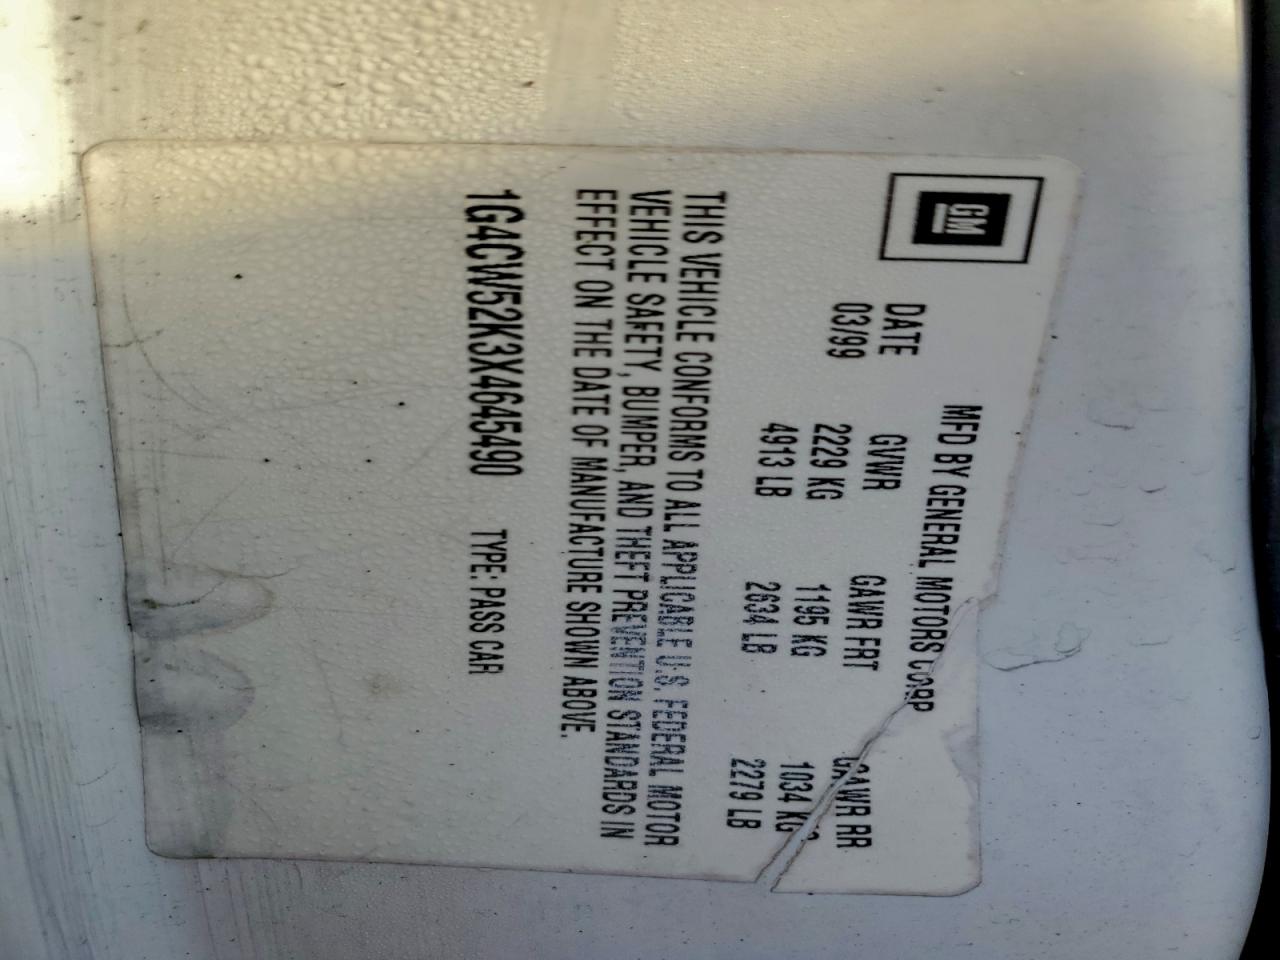 GM
MFD BY GENERAL MOTORS CORP
DATE GVWR GAWR FRT GAWR RR
03/99 2229 KG 1195 KG 1034 KG
4913 LB 2634 LB 2279 LB
THIS VEHICLE CONFORMS TO ALL APPLICABLE U.S. FEDERAL MOTOR
VEHICLE SAFETY, BUMPER, AND THEFT PREVENTION STANDARDS IN
EFFECT ON THE DATE OF MANUFACTURE SHOWN ABOVE.
1G4CW52K3X4645490 TYPE: PASS CAR